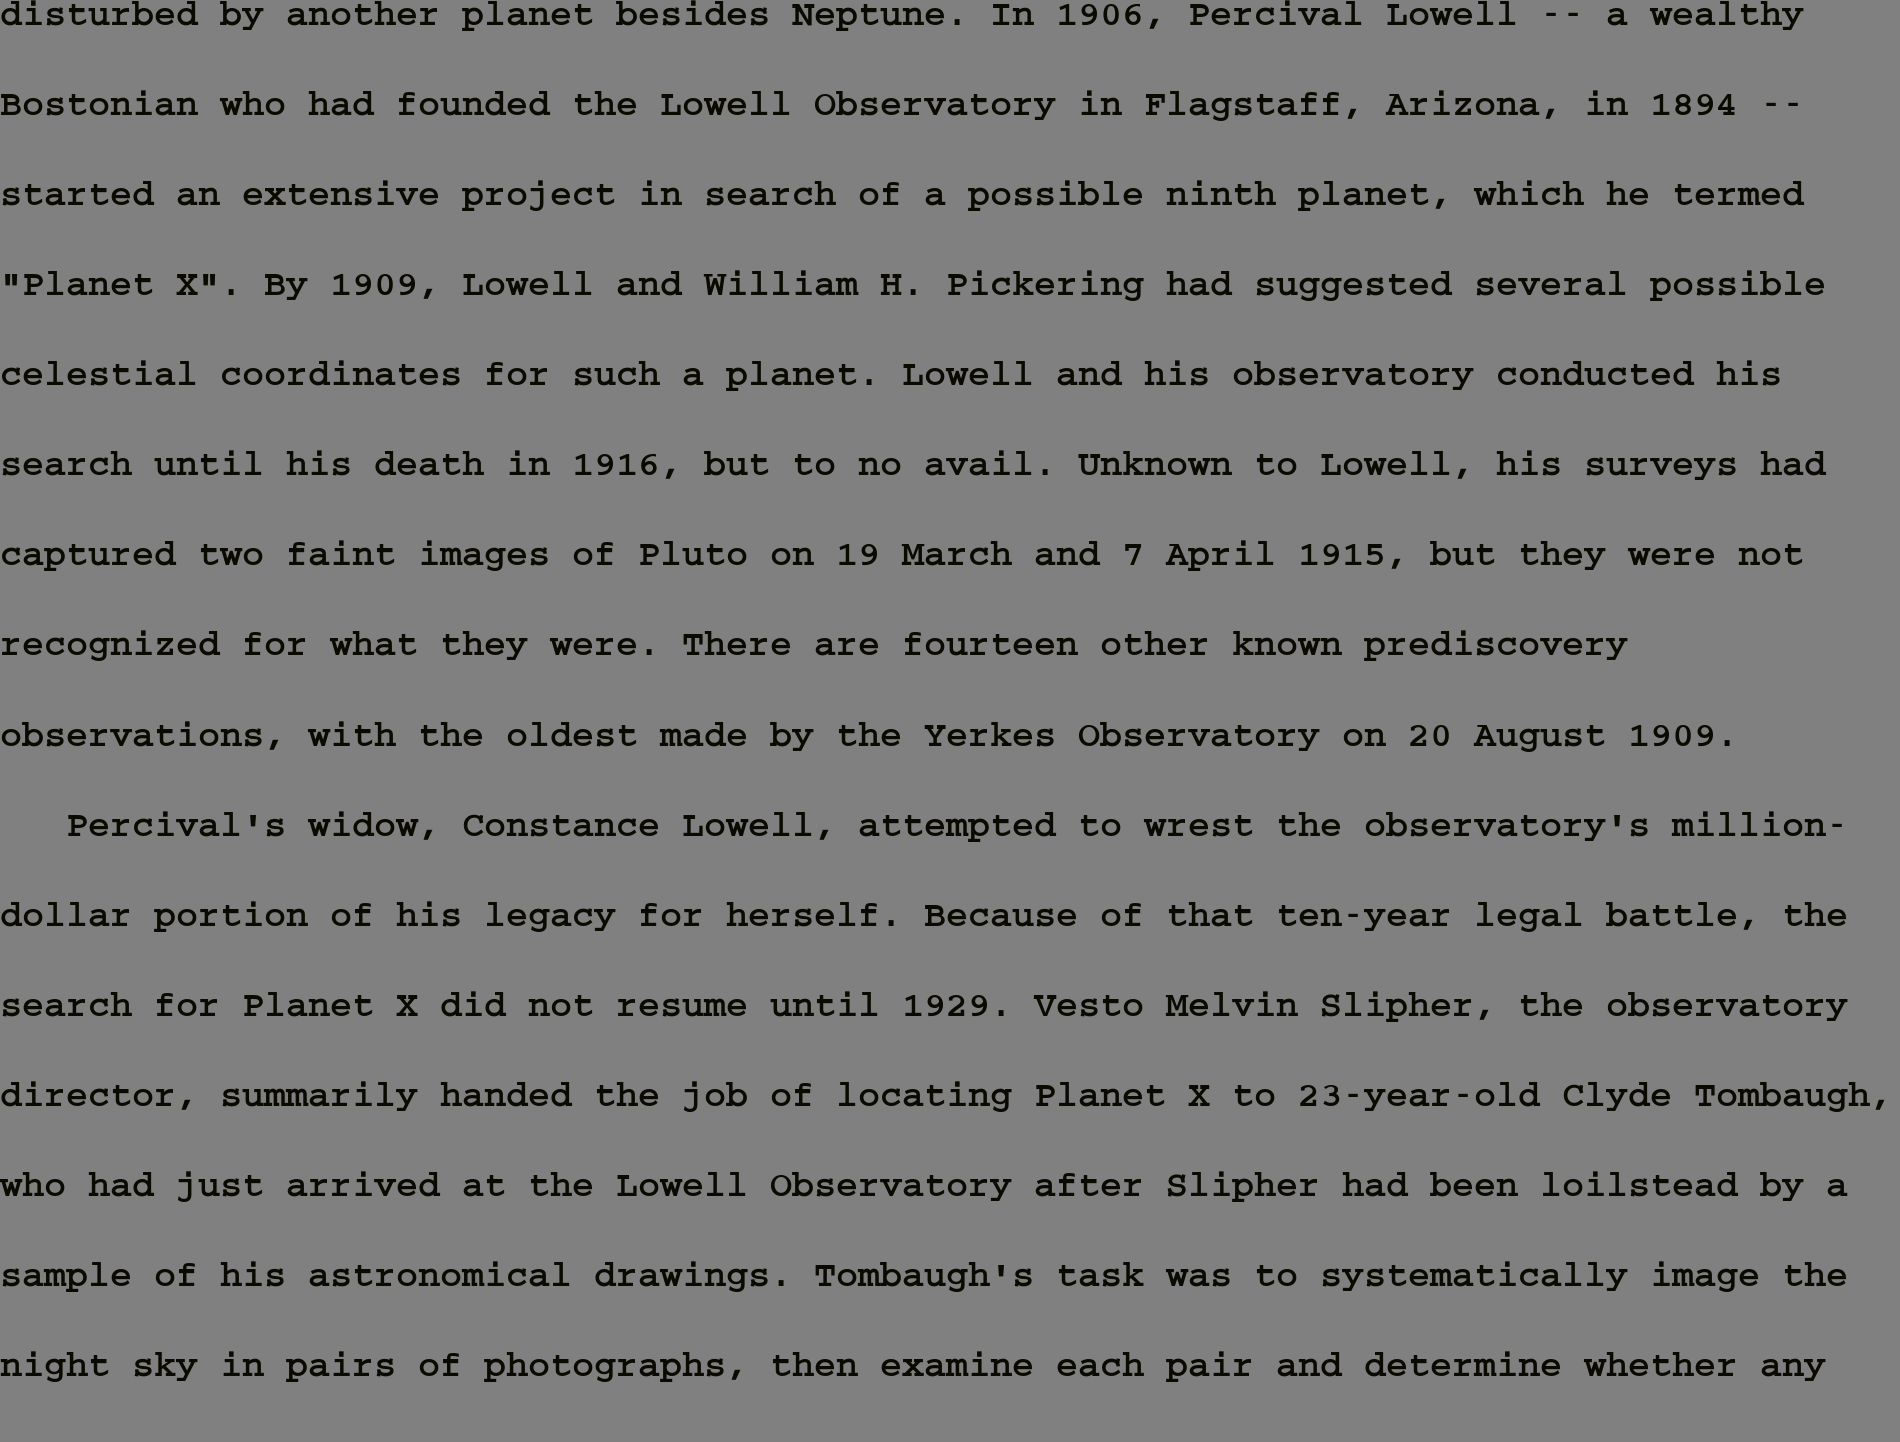 disturbed by another planet besides Neptune. In 1906, Percival Lowell -- a wealthy
Bostonian who had founded the Lowell Observatory in Flagstaff, Arizona, in 1894 --
started an extensive project in search of a possible ninth planet, which he termed
"Planet X". By 1909, Lowell and William H. Pickering had suggested several possible
celestial coordinates for such a planet. Lowell and his observatory conducted his
search until his death in 1916, but to no avail. Unknown to Lowell, his surveys had
captured two faint images of Pluto on 19 March and 7 April 1915, but they were not
recognized for what they were. There are fourteen other known prediscovery
observations, with the oldest made by the Yerkes Observatory on 20 August 1909.
Percival's widow, Constance Lowell, attempted to wrest the observatory's million-
dollar portion of his legacy for herself. Because of that ten-year legal battle, the
search for Planet X did not resume until 1929. Vesto Melvin Slipher, the observatory
director, summarily handed the job of locating Planet X to 23-year-old Clyde Tombaugh,
who had just arrived at the Lowell Observatory after Slipher had been loilstead by a
sample of his astronomical drawings. Tombaugh's task was to systematically image the
night sky in pairs of photographs, then examine each pair and determine whether any